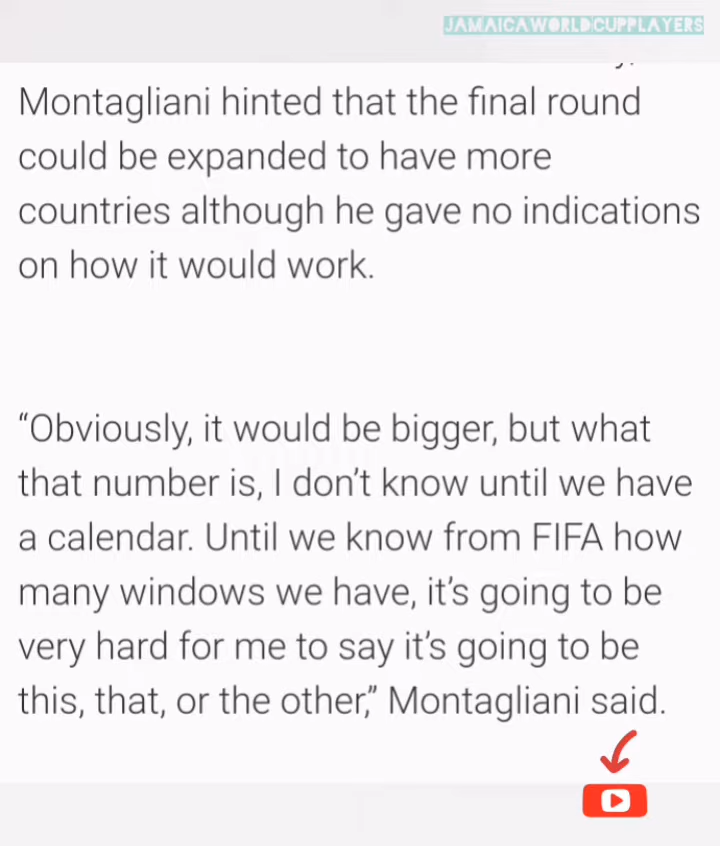 JAMAICAWORLDCUPPLAYERS
Montagliani hinted that the final round
could be expanded to have more
countries although he gave no indications
on how it would work.
“Obviously, it would be bigger, but what
that number is, I don’t know until we have
a calendar. Until we know from FIFA how
many windows we have, it’s going to be
very hard for me to say it’s going to be
this, that, or the other,” Montagliani said.